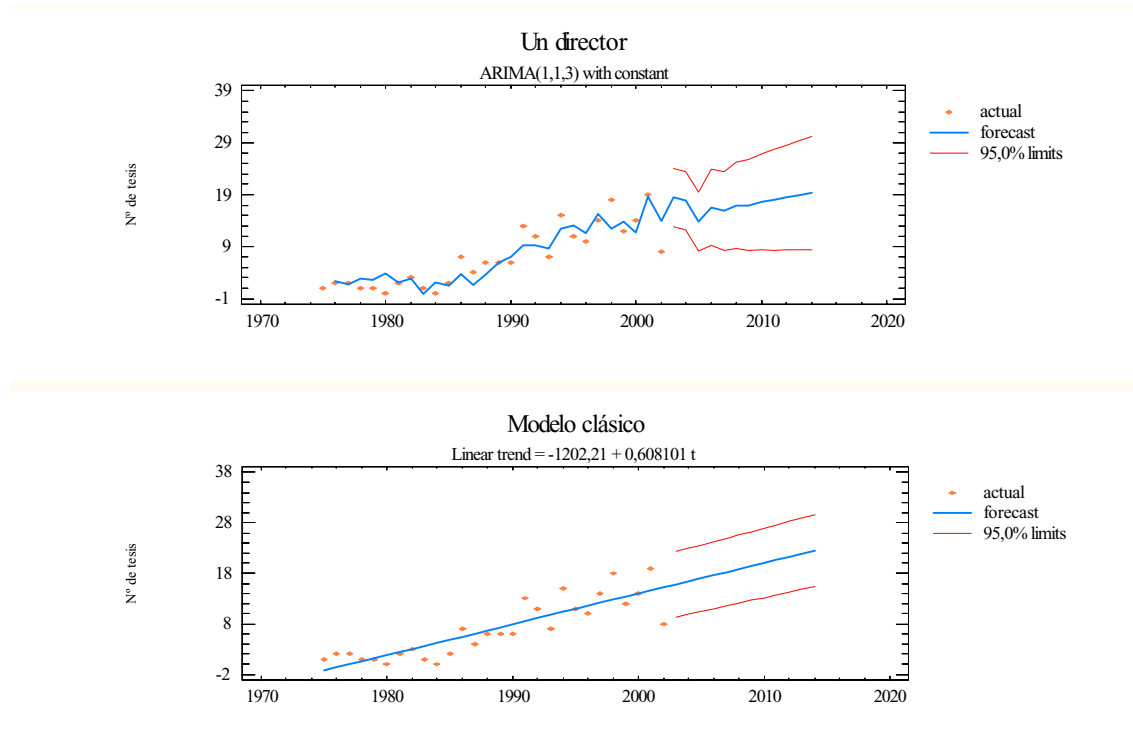 Un director
ARIMA(1,1,3) with constant
39
29
19
9
-1
Nº de tesis
1970 1980 1990 2000 2010 2020
actual
forecast
95,0% limits
Modelo clásico
Linear trend = -1202,21 + 0,608101 t
38
28
18
8
-2
Nº de tesis
1970 1980 1990 2000 2010 2020
actual
forecast
95,0% limits